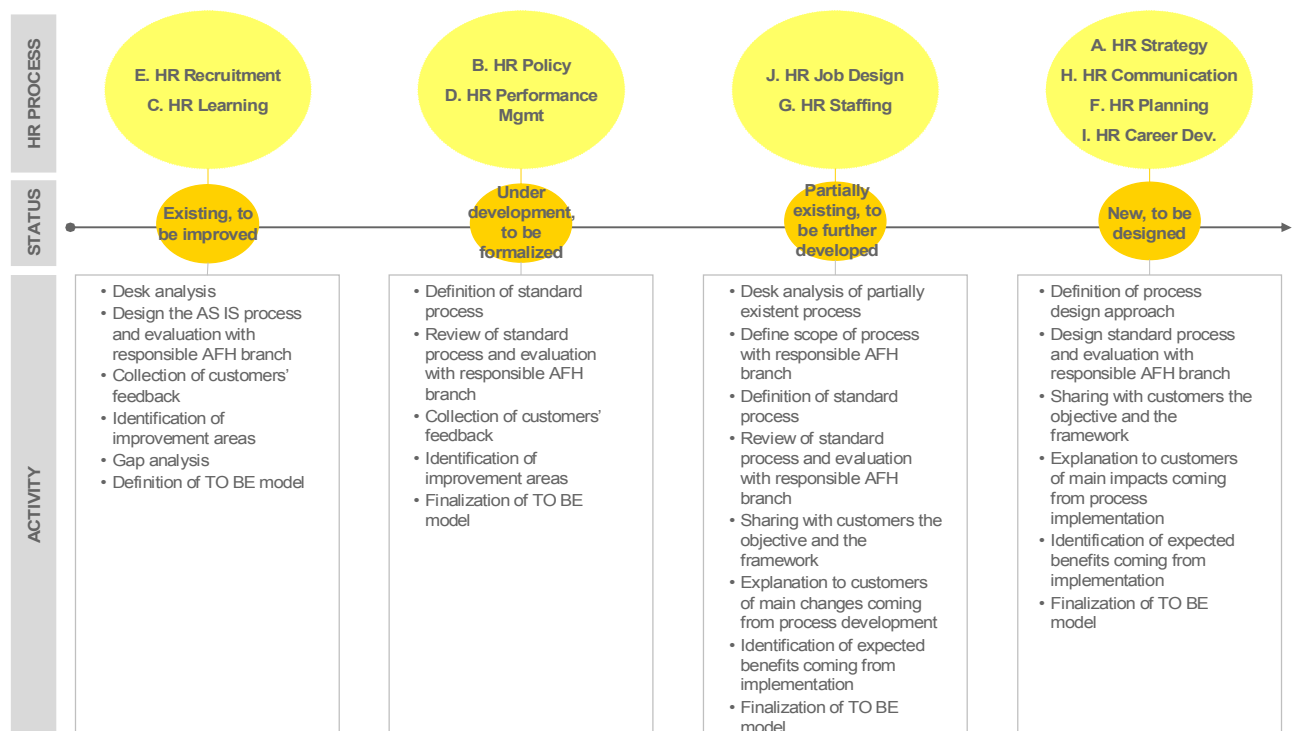 HR PROCESS
E. HR Recruitment
C. HR Learning
B. HR Policy
D. HR Performance
Mgmt
J. HR Job Design
G. HR Staffing
A. HR Strategy
H. HR Communication
F. HR Planning
I. HR Career Dev.
STATUS
Existing, to
be improved
Under
development,
to be
formalized
Partially
existing, to
be further
developed
New, to be
designed
ACTIVITY
• Desk analysis
• Design the AS IS process
and evaluation with
responsible AFH branch
• Collection of customers'
feedback
• Identification of
improvement areas
• Gap analysis
• Definition of TO BE model
• Definition of standard
process
• Review of standard
process and evaluation
with responsible AFH
branch
• Collection of customers'
feedback
• Identification of
improvement areas
• Finalization of TO BE
model
• Desk analysis of partially
existent process
• Define scope of process
with responsible AFH
branch
• Definition of standard
process
• Review of standard
process and evaluation
with responsible AFH
branch
• Sharing with customers the
objective and the
framework
• Explanation to customers
of main changes coming
from process development
• Identification of expected
benefits coming from
implementation
• Finalization of TO BE
model
• Definition of process
design approach
• Design standard process
and evaluation with
responsible AFH branch
• Sharing with customers the
objective and the
framework
• Explanation to customers
of main impacts coming
from process
implementation
• Identification of expected
benefits coming from
implementation
• Finalization of TO BE
model